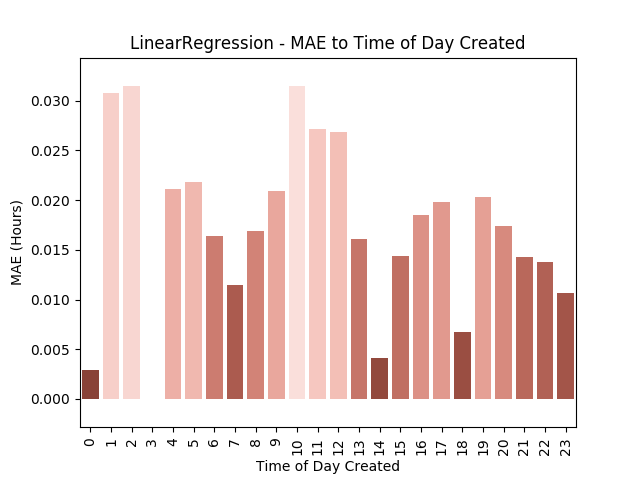 LinearRegression - MAE to Time of Day Created
0.030
0.025
0.020
0.015
0.010
0.005
0.000
MAE (Hours)
0 1 2 3 4 5 6 7 8 9 10 11 12 13 14 15 16 17 18 19 20 21 22 23
Time of Day Created